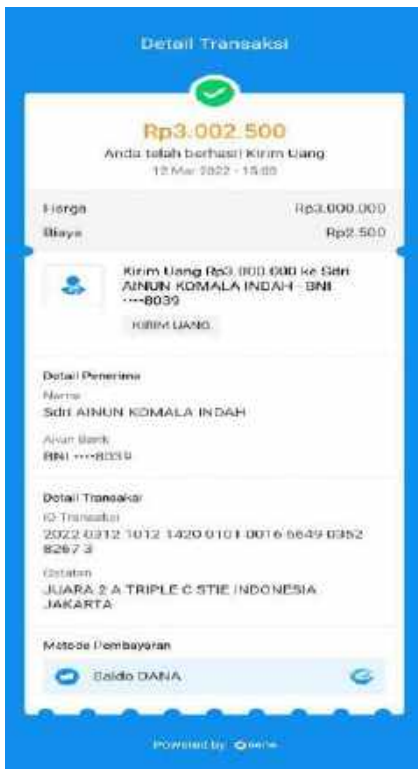 Detail Transaksi
Rp3.002.500
Anda telah berhasil Kirim Uang
12 Mar 2022 - 15:09
Harga Rp3.000.000
Biaya Rp2.500
Kirim Uang Rp3.000.000 ke Sdri
AINUN KOMALA INDAH - BNI
····8039
KIRIM UANG
Detail Penerima
Nama
Sdri AINUN KOMALA INDAH
Akun Bank
BNI ····8039
Detail Transaksi
ID Transaksi
2022 0312 1012 1420 0101 0016 6649 0352
8267 3
Catatan
JUARA 2 A TRIPLE C STIE INDONESIA
JAKARTA
Metode Pembayaran
Saldo DANA
Powered by